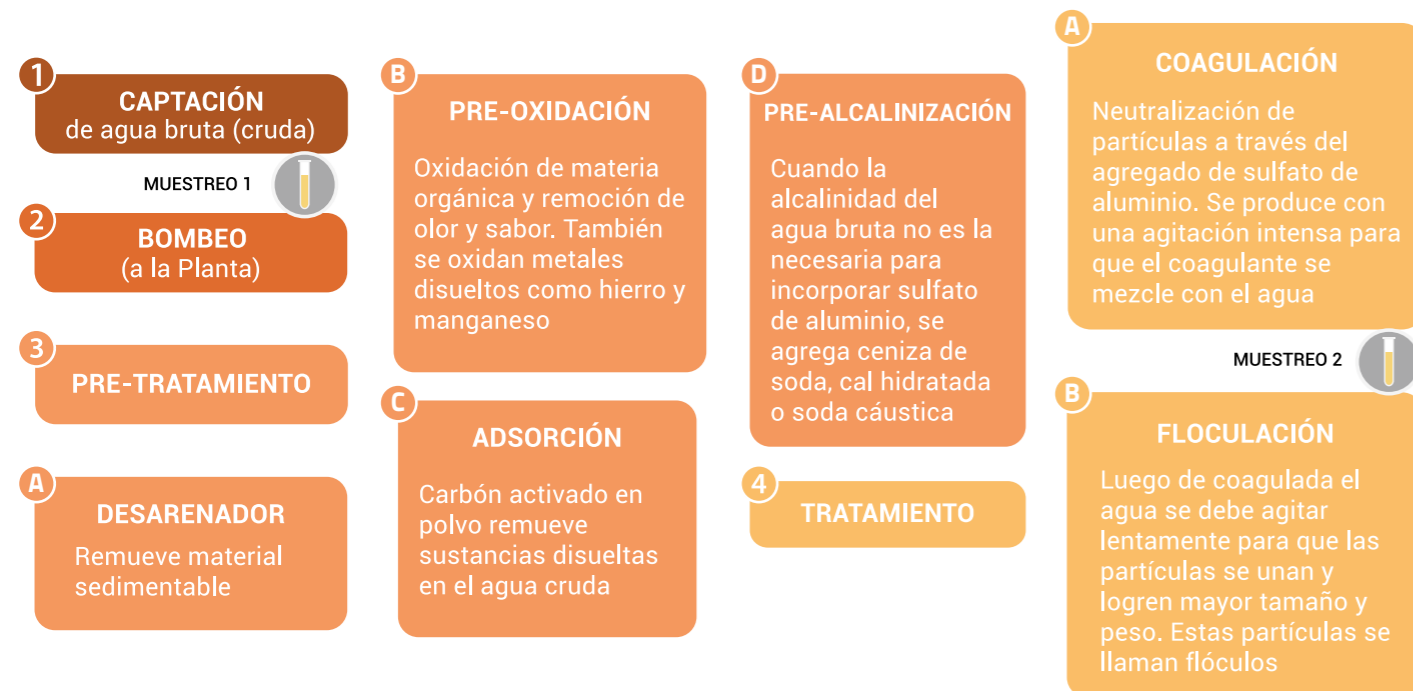 1
CAPTACIÓN
de agua bruta (cruda)
MUESTREO 1
2
BOMBEO
(a la Planta)
3
PRE-TRATAMIENTO
A
DESARENADOR
Remueve material
sedimentable
B
PRE-OXIDACIÓN
Oxidación de materia
orgánica y remoción de
olor y sabor. También
se oxidan metales
disueltos como hierro y
manganeso
C
ADSORCIÓN
Carbón activado en
polvo remueve
sustancias disueltas
en el agua cruda
D
PRE-ALCALINIZACIÓN
Cuando la
alcalinidad del
agua bruta no es la
necesaria para
incorporar sulfato
de aluminio, se
agrega ceniza de
soda, cal hidratada
o soda cáustica
4
TRATAMIENTO
A
COAGULACIÓN
Neutralización de
partículas a través del
agregado de sulfato de
aluminio. Se produce con
una agitación intensa para
que el coagulante se
mezcle con el agua
MUESTREO 2
B
FLOCULACIÓN
Luego de coagulada el
agua se debe agitar
lentamente para que las
partículas se unan y
logren mayor tamaño y
peso. Estas partículas se
llaman flóculos